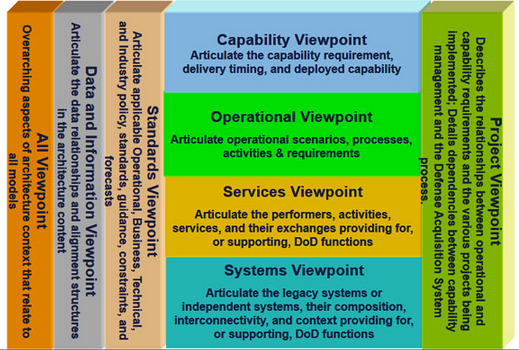 All Viewpoint
Overarching aspects of architecture context that relate to
all models
Data and Information Viewpoint
Articulate the data relationships and alignment structures
in the architecture content
Standards Viewpoint
Articulate applicable Operational, Business, Technical,
and Industry policy, standards, guidance, constraints, and
forecasts
Capability Viewpoint
Articulate the capability requirement,
delivery timing, and deployed capability
Operational Viewpoint
Articulate operational scenarios, processes,
activities & requirements
Services Viewpoint
Articulate the performers, activities,
services, and their exchanges providing for,
or supporting, DoD functions
Systems Viewpoint
Articulate the legacy systems or
independent systems, their composition,
interconnectivity, and context providing for,
or supporting, DoD functions
Project Viewpoint
Describes the relationships between operational and
capability requirements and the various projects being
implemented; Details dependencies between capability
management and the Defense Acquisition System
process.